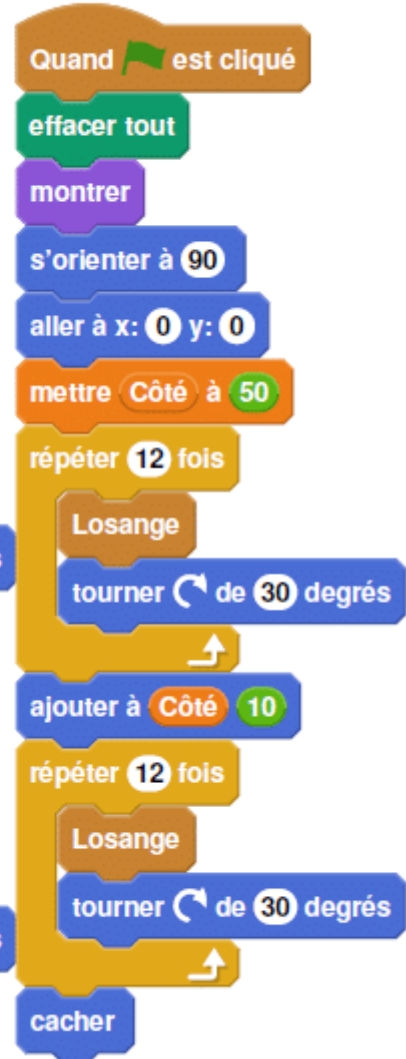 Quand est cliqué
effacer tout
montrer
s'orienter à 90
aller à x: 0 y: 0
mettre Côté à 50
répéter 12 fois
Losange
tourner de 30 degrés
ajouter à Côté 10
répéter 12 fois
Losange
tourner de 30 degrés
cacher